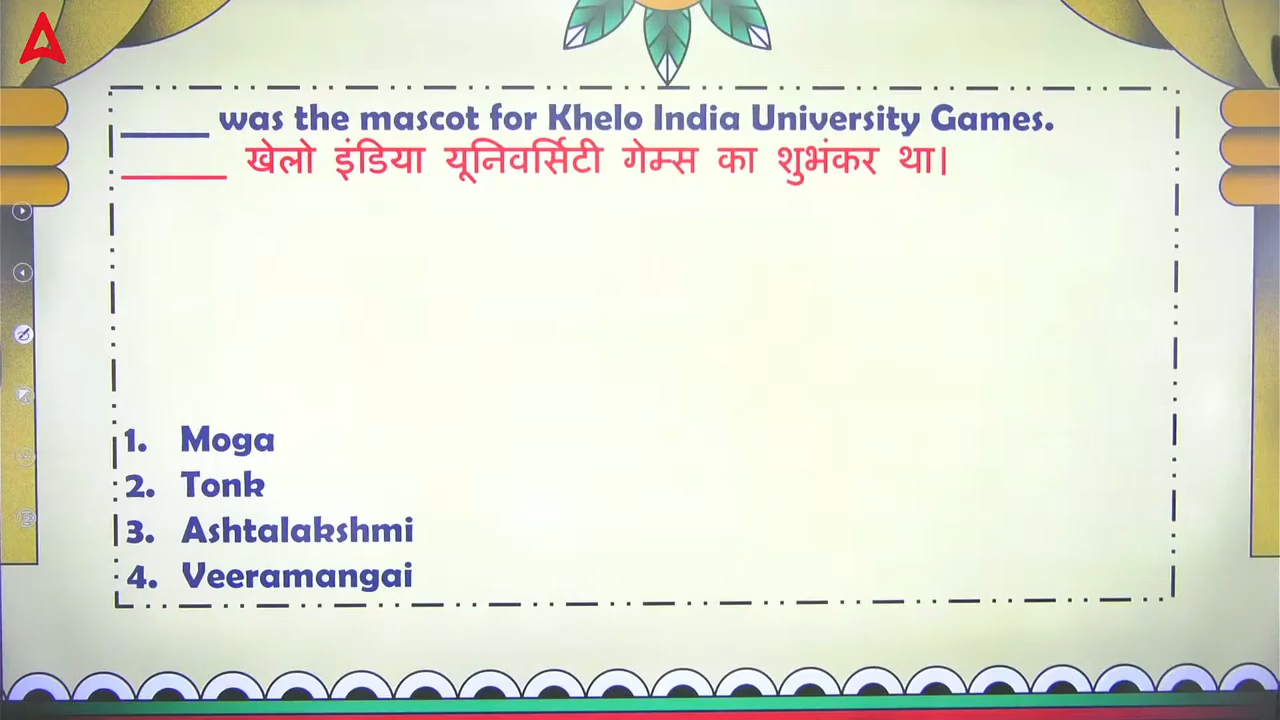 _____ was the mascot for Khelo India University Games.
_____ खेलो इंडिया यूनिवर्सिटी गेम्स का शुभंकर था।
1. Moga
2. Tonk
3. Ashtalakshmi
4. Veeramangai